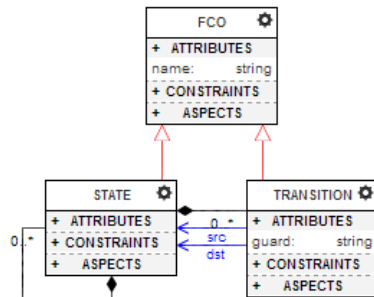 FCO
+ ATTRIBUTES
name: string
+ CONSTRAINTS
+ ASPECTS
STATE
+ ATTRIBUTES
+ CONSTRAINTS
+ ASPECTS
0..*
0..*
src
dst
TRANSITION
+ ATTRIBUTES
guard: string
+ CONSTRAINTS
+ ASPECTS